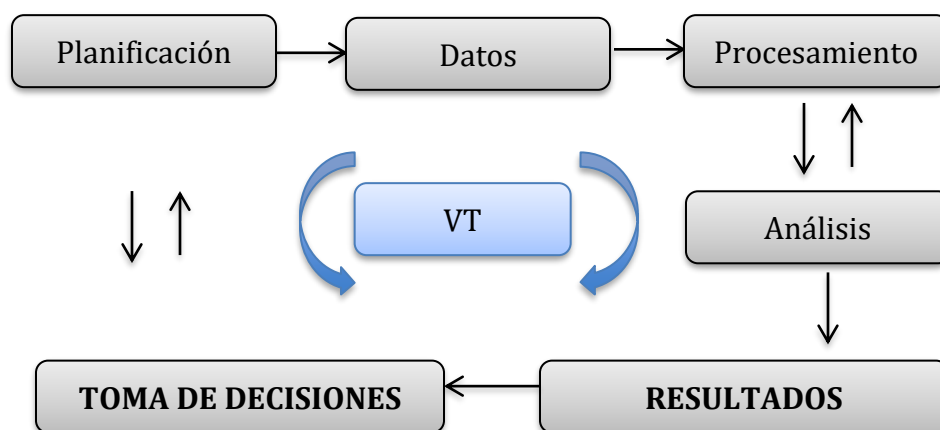 Planificación
Datos
Procesamiento
VT
Análisis
TOMA DE DECISIONES
RESULTADOS